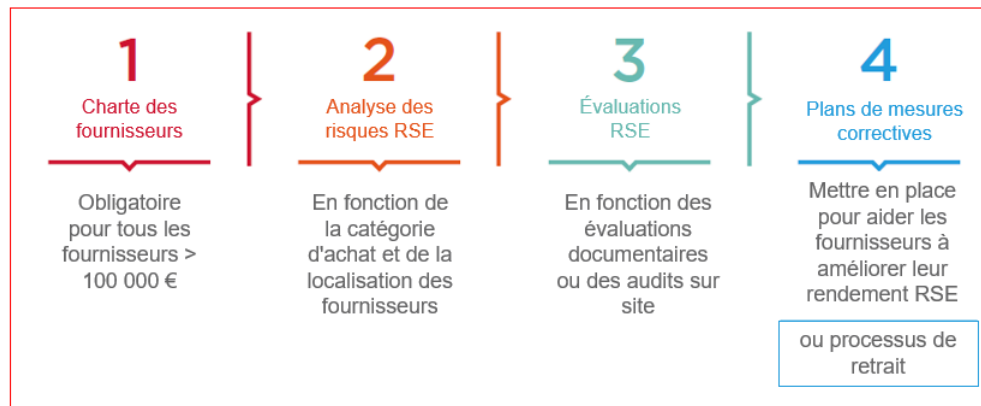 1
Charte des
fournisseurs
Obligatoire
pour tous les
fournisseurs >
100 000 €
2
Analyse des
risques RSE
En fonction de
la catégorie
d'achat et de la
localisation des
fournisseurs
3
Évaluations
RSE
En fonction des
évaluations
documentaires
ou des audits sur
site
4
Plans de mesures
correctives
Mettre en place
pour aider les
fournisseurs à
améliorer leur
rendement RSE
ou processus de
retrait